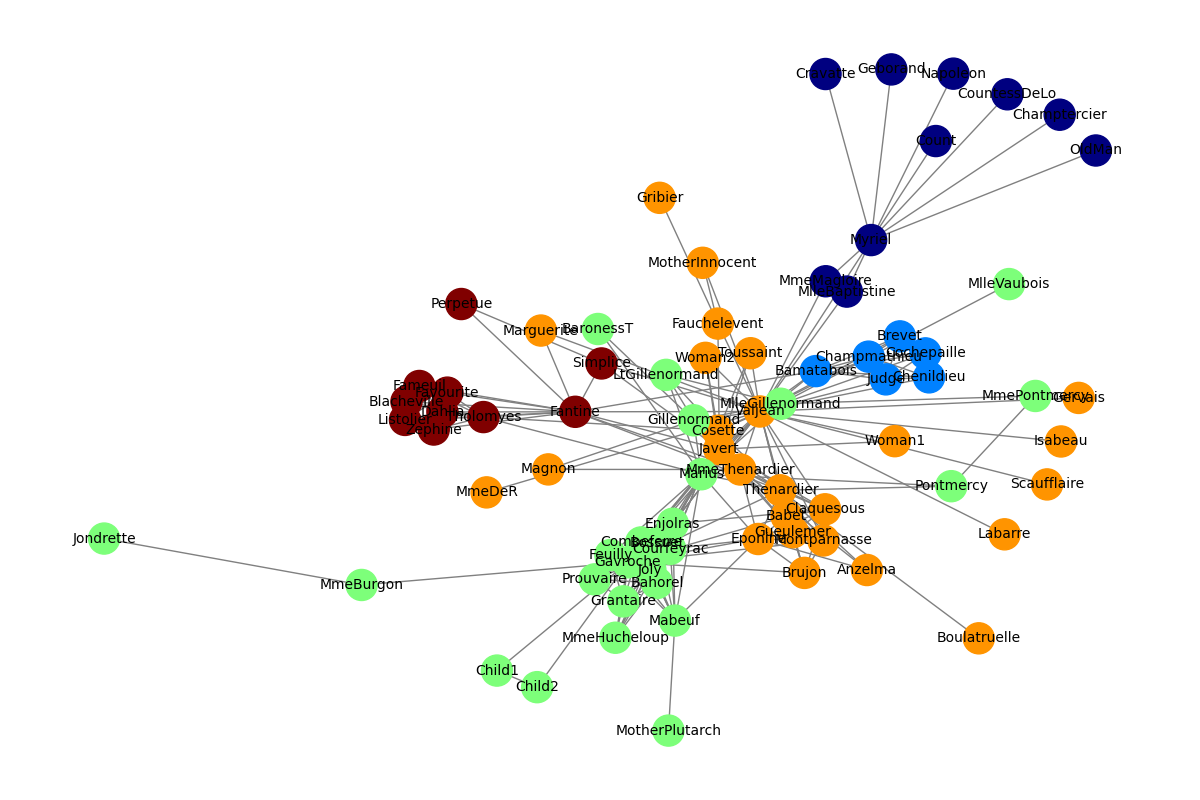 Cravatte
Geborand
Napoleon
CountessDeLo
Champtercier
Count
OldMan
Gribier
Myriel
MotherInnocent
MmeMagloire
MlleBaptistine
MlleVaubois
Perpetue
Marguerite
BaronessT
Fauchelevent
Brevet
Toussaint
Woman2
Champmathieu
Cochepaille
Simplice
LtGillenormand
Bamatabois
Judge
Chenildieu
Fameuil
Favourite
Blacheville
Dahlia
Listolier
Tholomyes
Zephine
Fantine
MlleGillenormand
Valjean
MmePontmercy
Gervais
Gillenormand
Cosette
Javert
Woman1
Isabeau
Magnon
Marius
MmeThenardier
MmeDeR
Thenardier
Pontmercy
Scaufflaire
Claquesous
Babet
Enjolras
Gueulemer
Labarre
Jondrette
Combeferre
Bossuet
Courfeyrac
Eponine
Montparnasse
Feuilly
Gavroche
Joly
Prouvaire
Bahorel
Brujon
Anzelma
MmeBurgon
Grantaire
Mabeuf
MmeHucheloup
Boulatruelle
Child1
Child2
MotherPlutarch